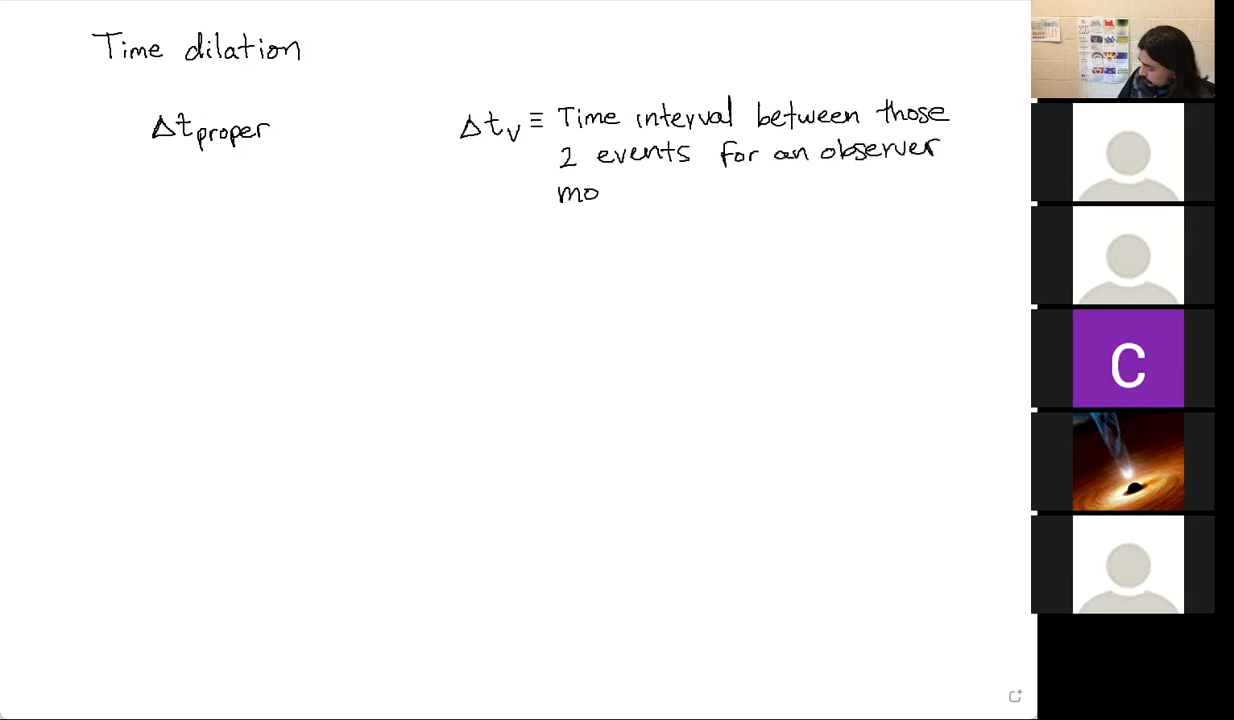 Time dilation
Δt_proper
Δt_v ≡ Time interval between those
2 events for an observer
mo
C